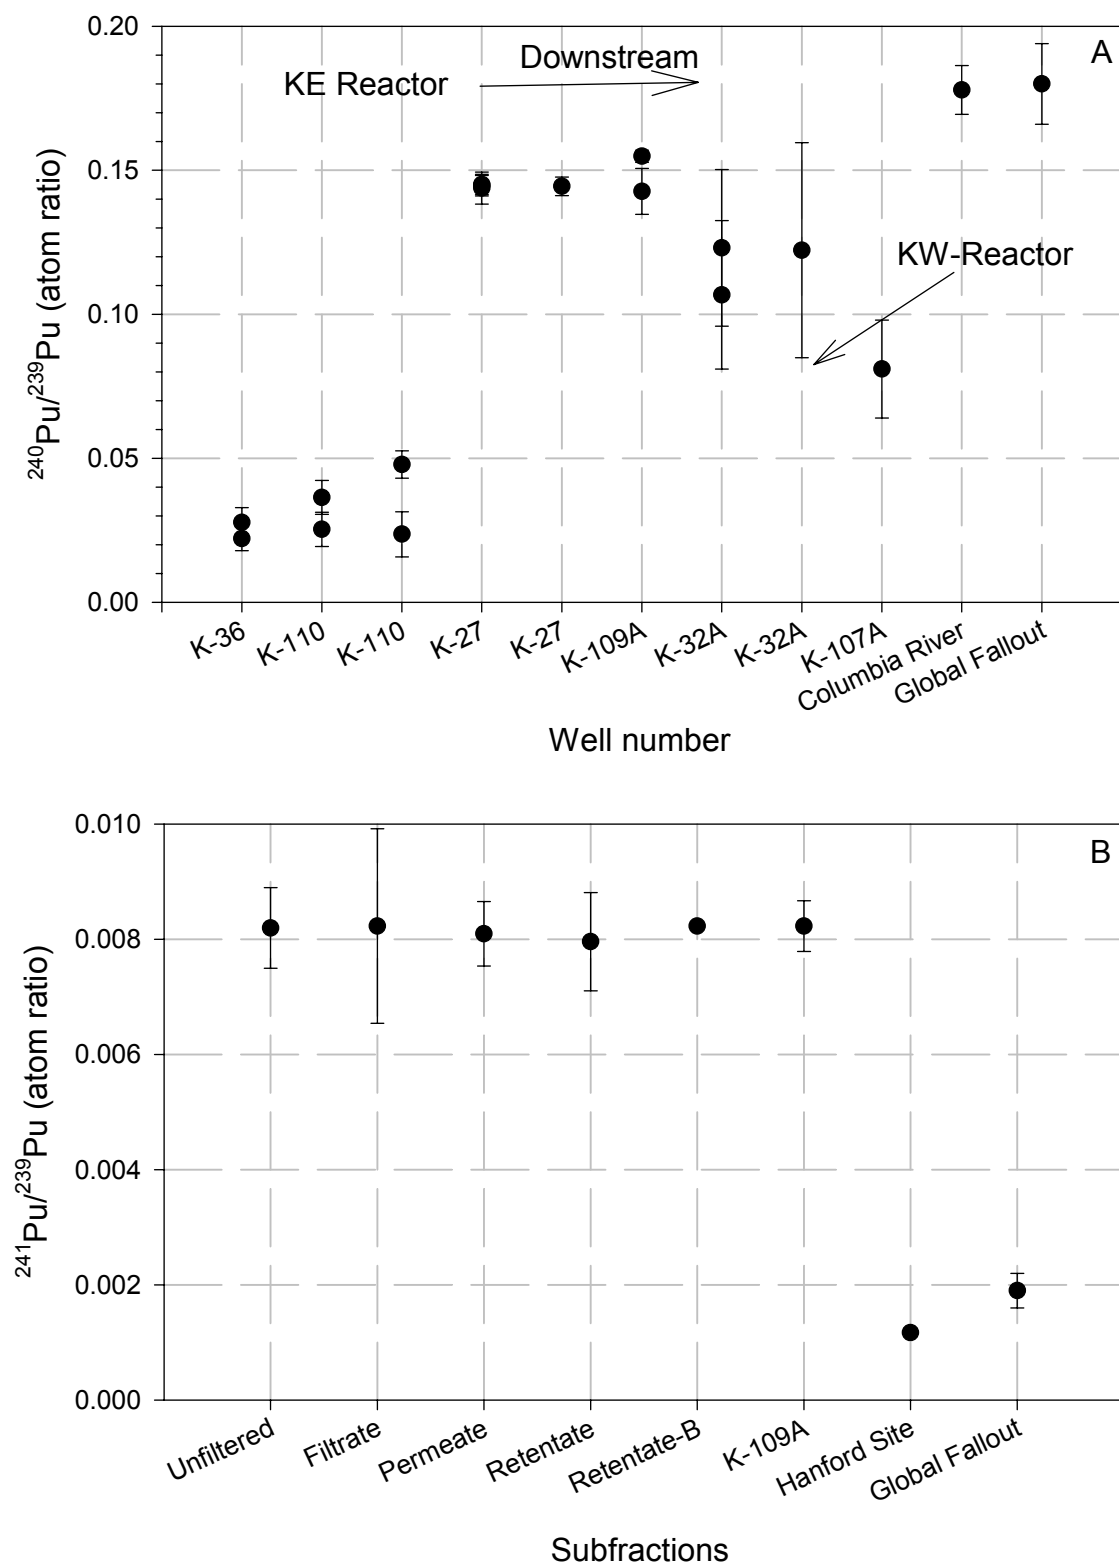 0.20
A
Downstream
KE Reactor
0.15
KW-Reactor
0.10
0.05
0.00
²⁴⁰Pu/²³⁹Pu (atom ratio)
K-36
K-110
K-110
K-27
K-27
K-109A
K-32A
K-32A
K-107A
Columbia River
Global Fallout
Well number
0.010
B
0.008
0.006
0.004
0.002
0.000
²⁴¹Pu/²³⁹Pu (atom ratio)
Unfiltered
Filtrate
Permeate
Retentate
Retentate-B
K-109A
Hanford Site
Global Fallout
Subfractions